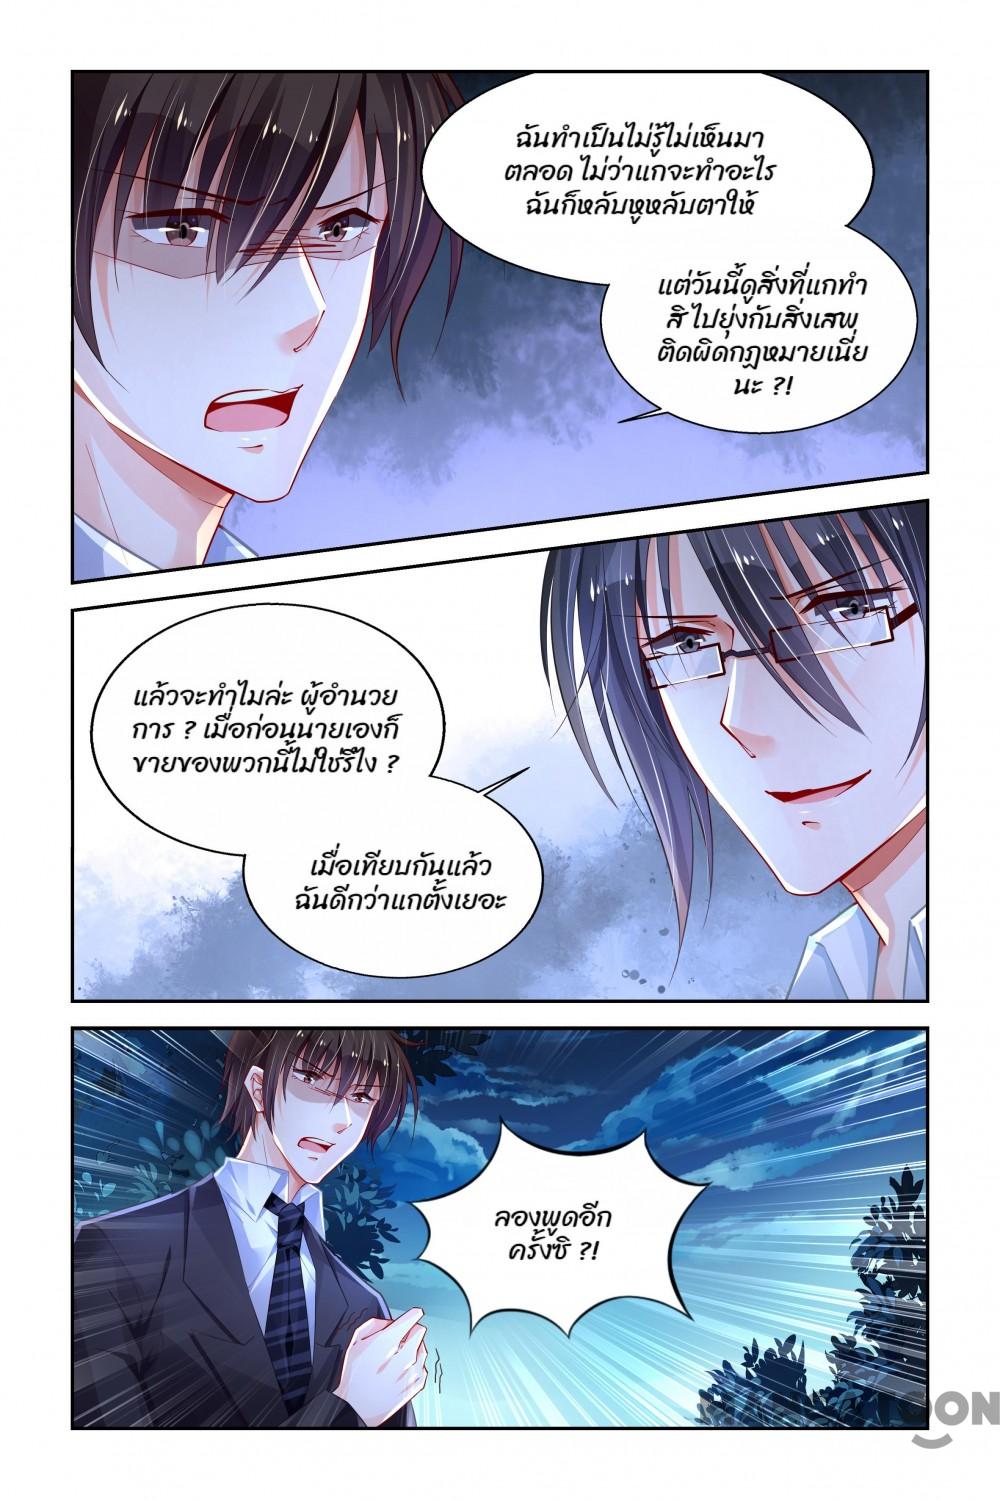 ฉันทำเป็นไม่รู้ไม่เห็นมา
ตลอด ไม่ว่าแกจะทำอะไร
ฉันก็หลับหูหลับตาให้
แต่วันนี้ดูสิ่งที่แกทำ
สิ ไปยุ่งกับสิ่งเสพ
ติดผิดกฏหมายเนี่ย
นะ ?!
แล้วจะทำไมล่ะ ผู้อำนวย
การ ? เมื่อก่อนนายเองก็
ขายของพวกนี้ไม่ใช่รึไง ?
เมื่อเทียบกันแล้ว
ฉันดีกว่าแกตั้งเยอะ
ลองพูดอีก
ครั้งซิ ?!